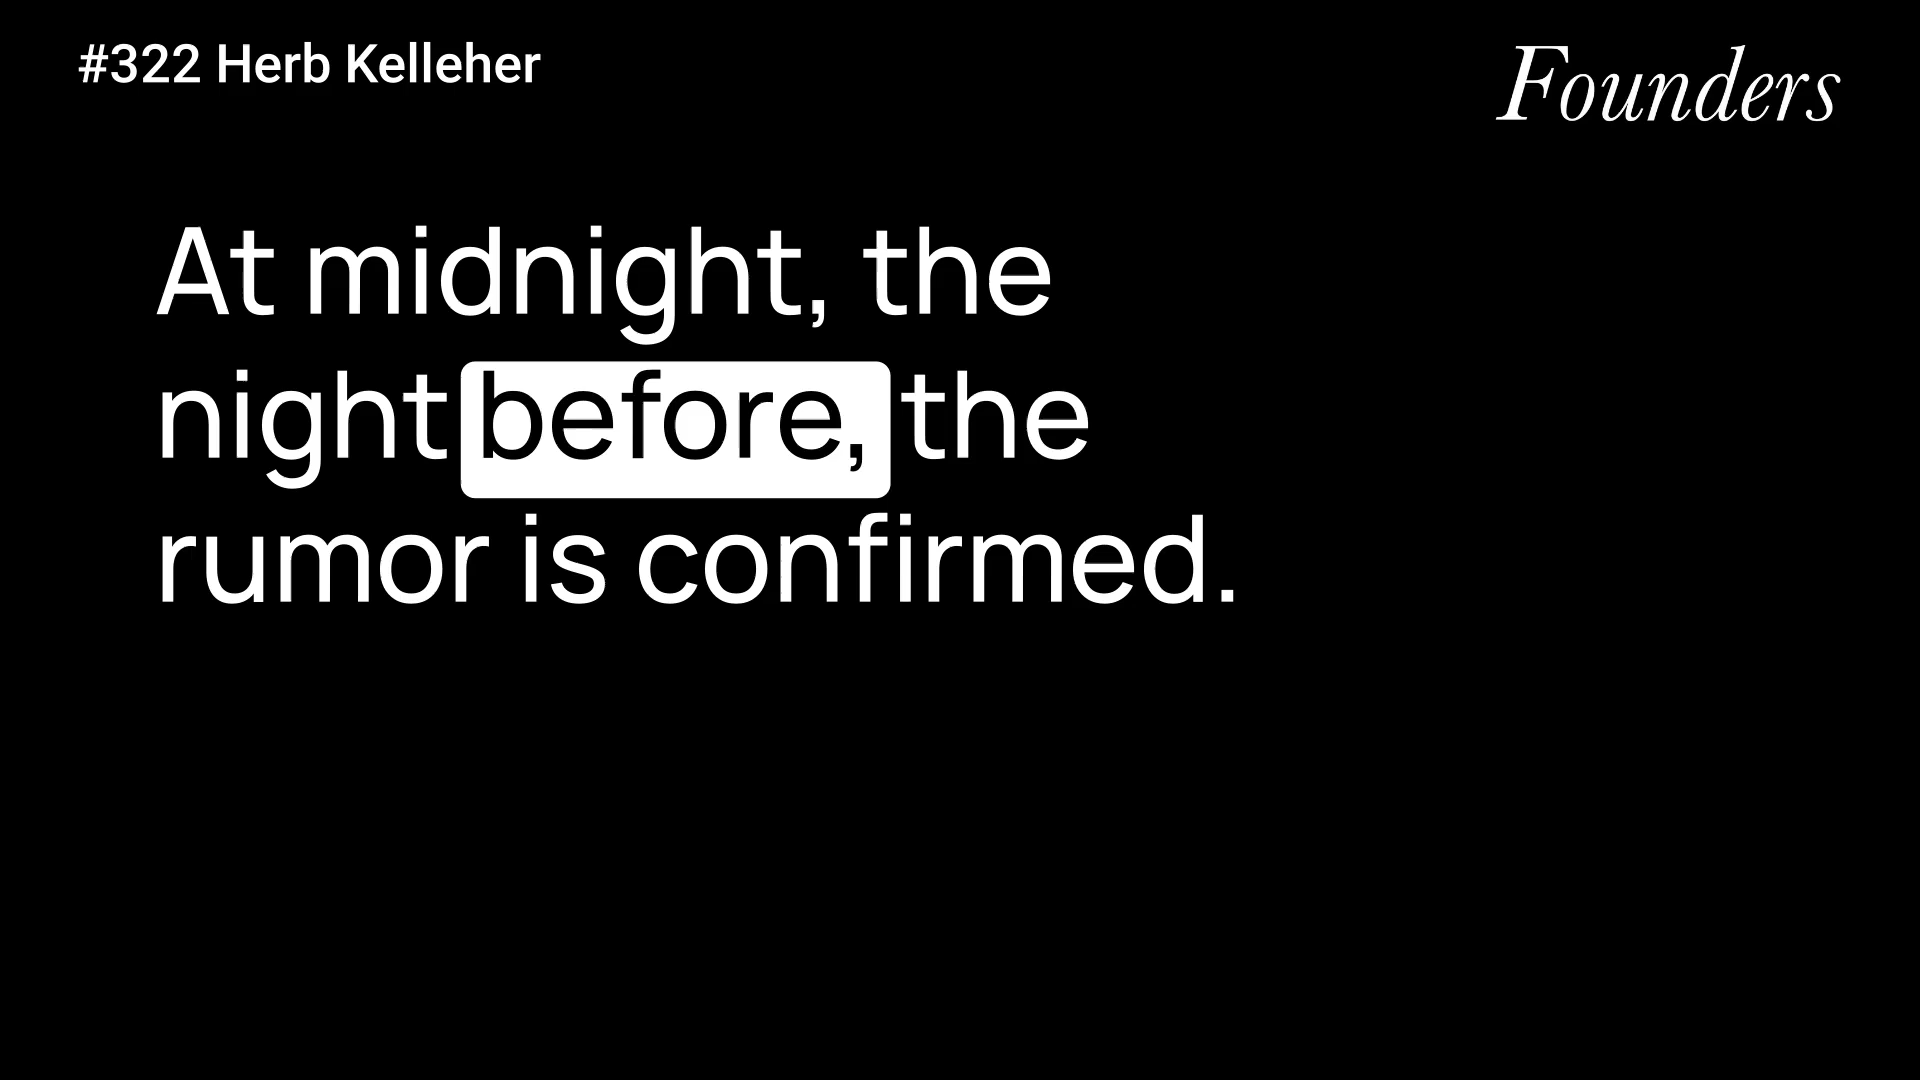 #322 Herb Kelleher
Founders
At midnight, the
night before, the
rumor is confirmed.